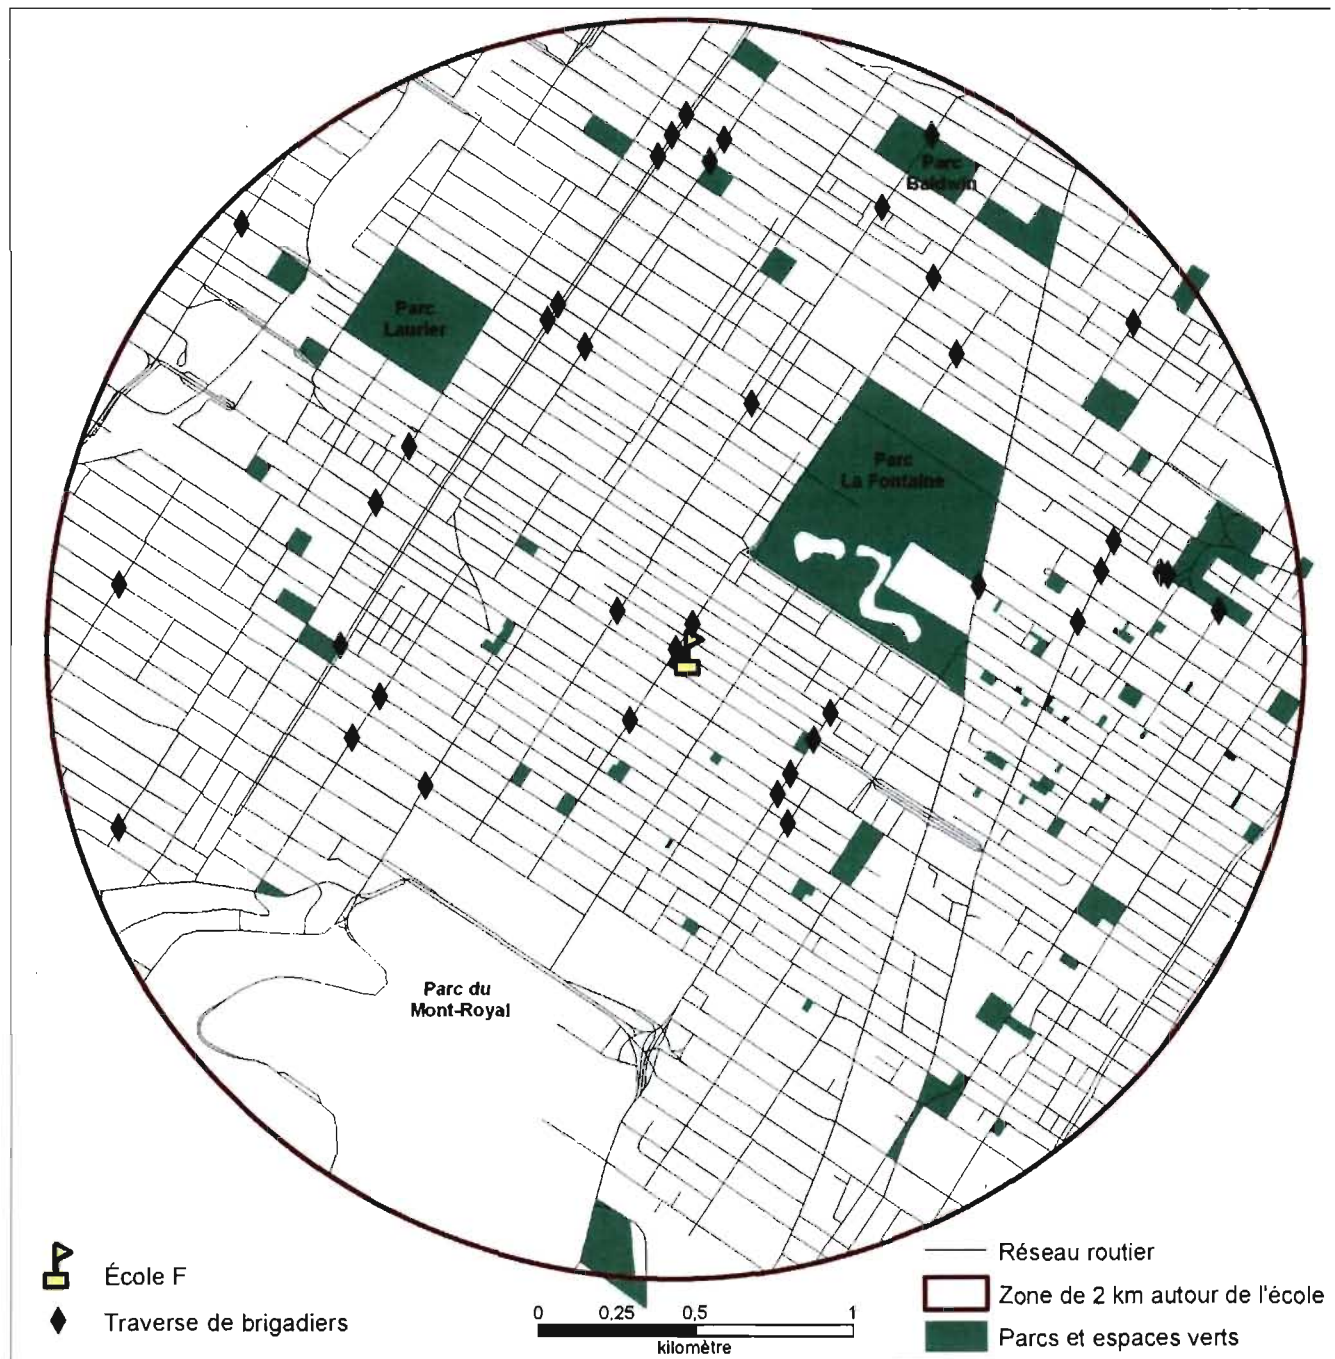 Parc
Baldwin
Parc
Laurier
Parc
La Fontaine
Parc du
Mont-Royal
École F
Traverse de brigadiers
0 0,25 0,5 1
kilomètre
Réseau routier
Zone de 2 km autour de l'école
Parcs et espaces verts